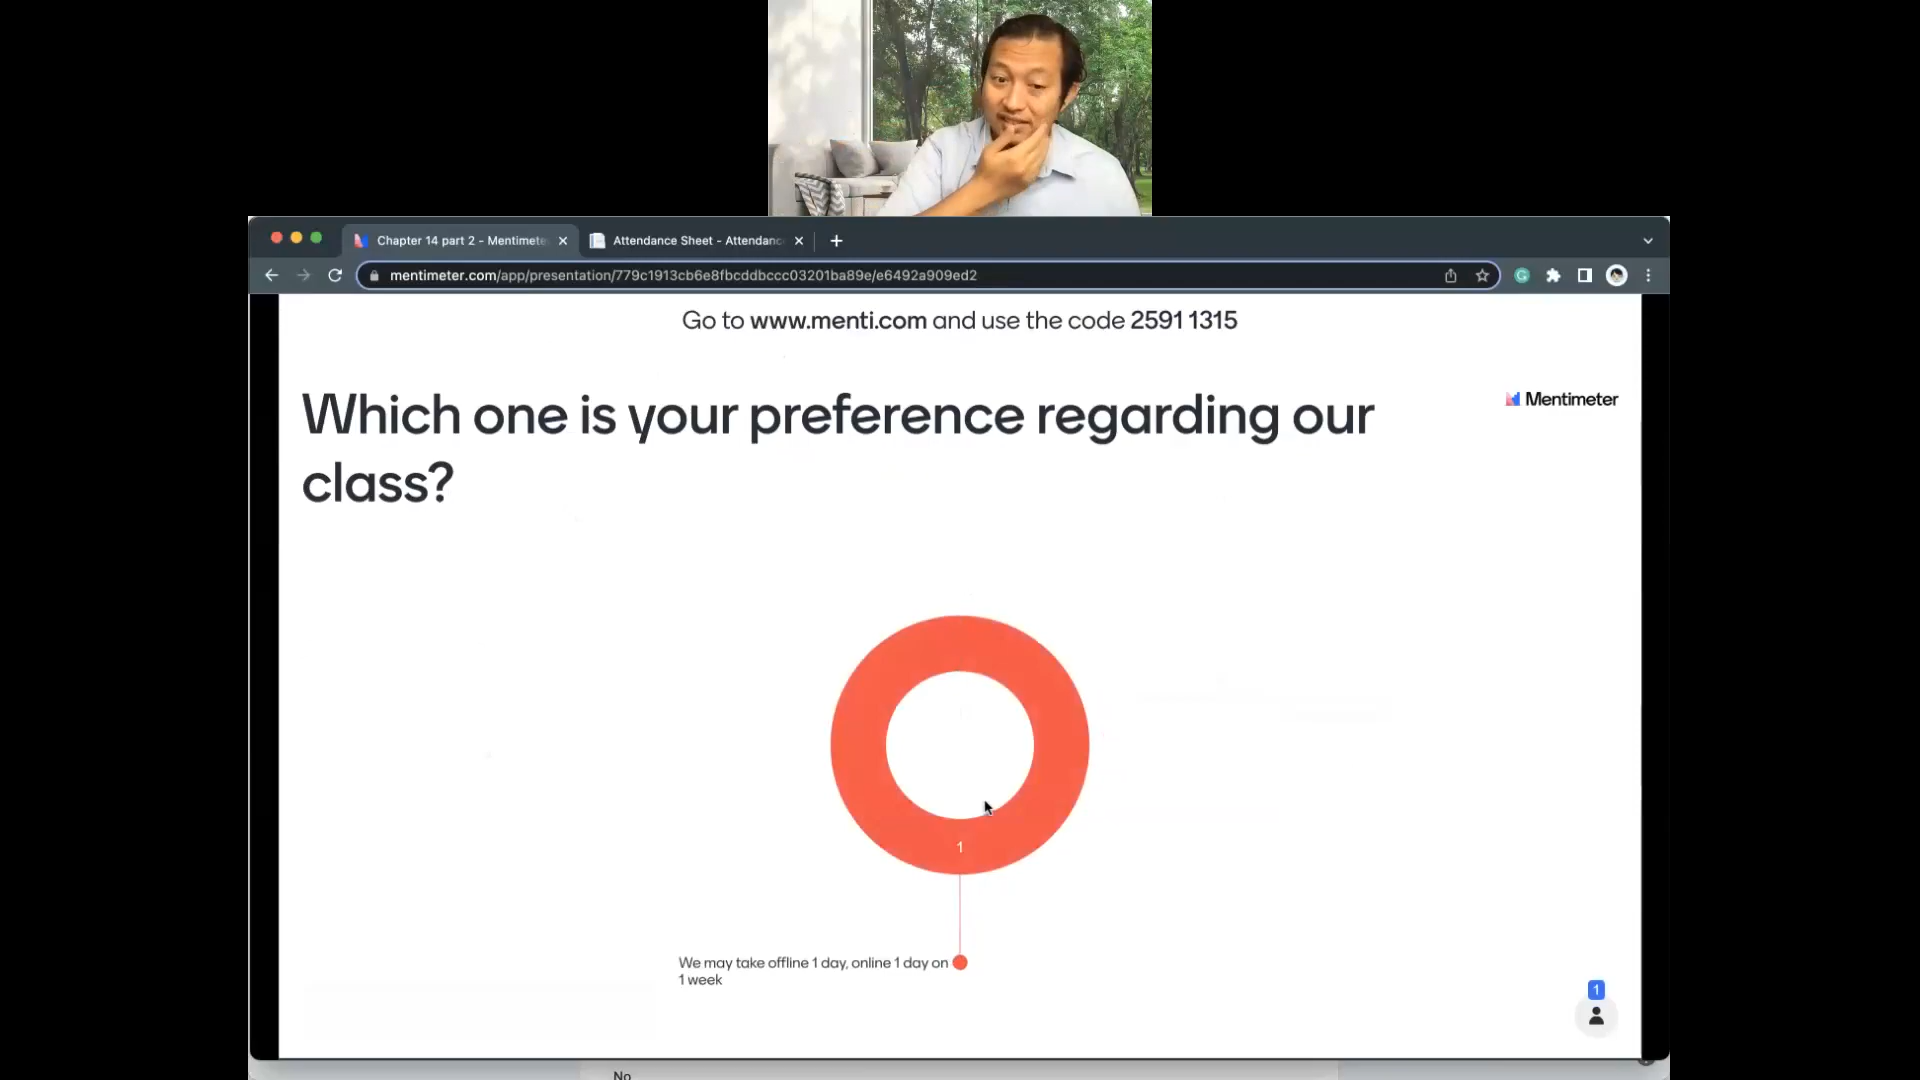 Chapter 14 part 2 - Mentimete
Attendance Sheet - Attendanc
mentimeter.com/app/presentation/779c1913cb6e8fbcddbccc03201ba89e/e6492a909ed2
Go to www.menti.com and use the code 2591 1315
Which one is your preference regarding our
class?
Mentimeter
1
We may take offline 1 day, online 1 day on
1 week
1
No